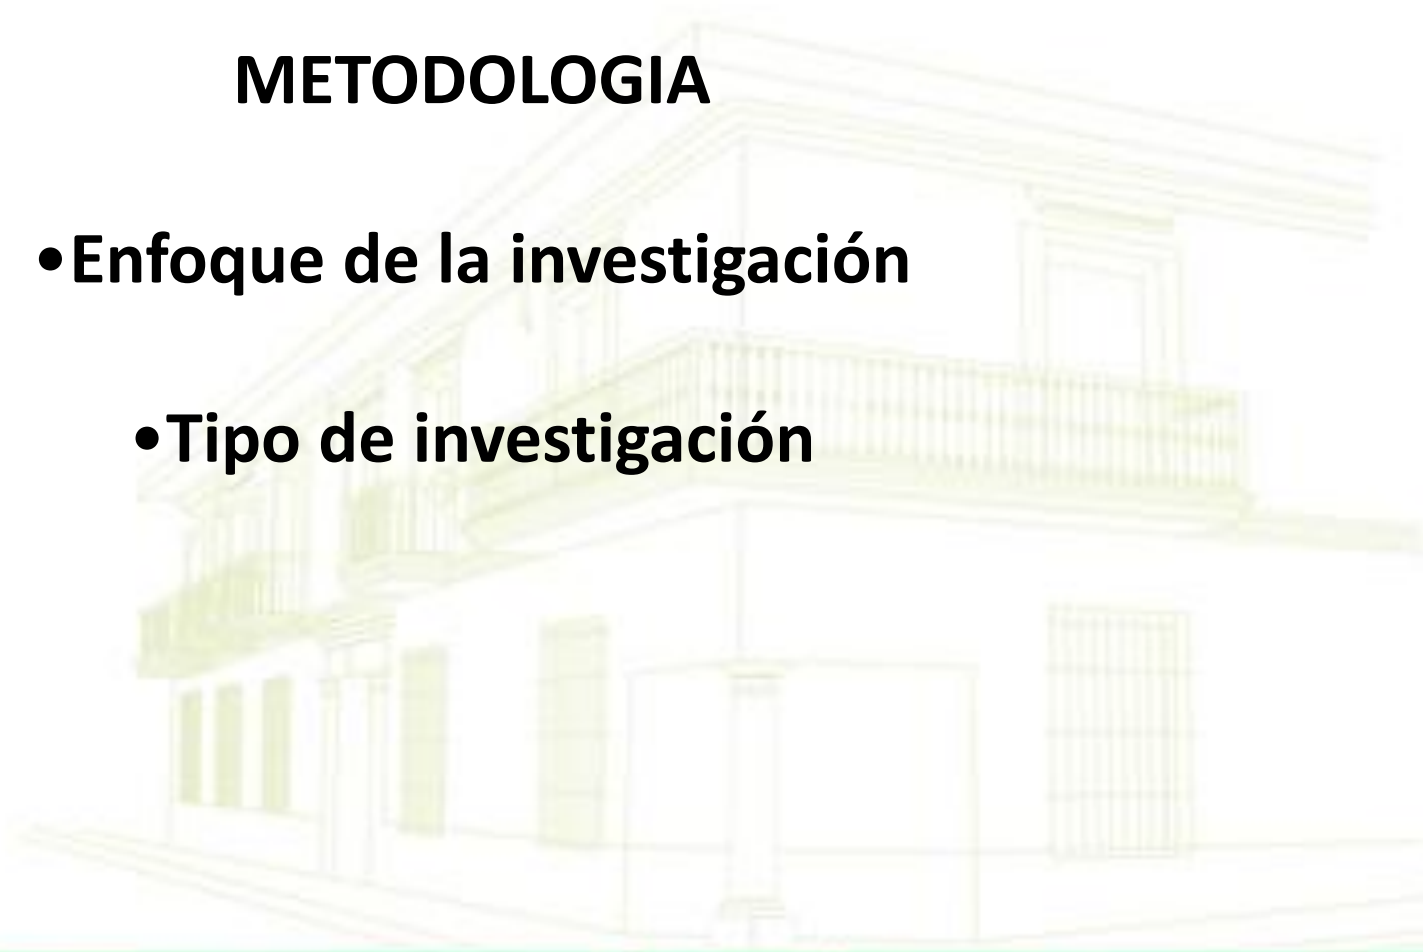 METODOLOGIA
•Enfoque de la investigación
•Tipo de investigación